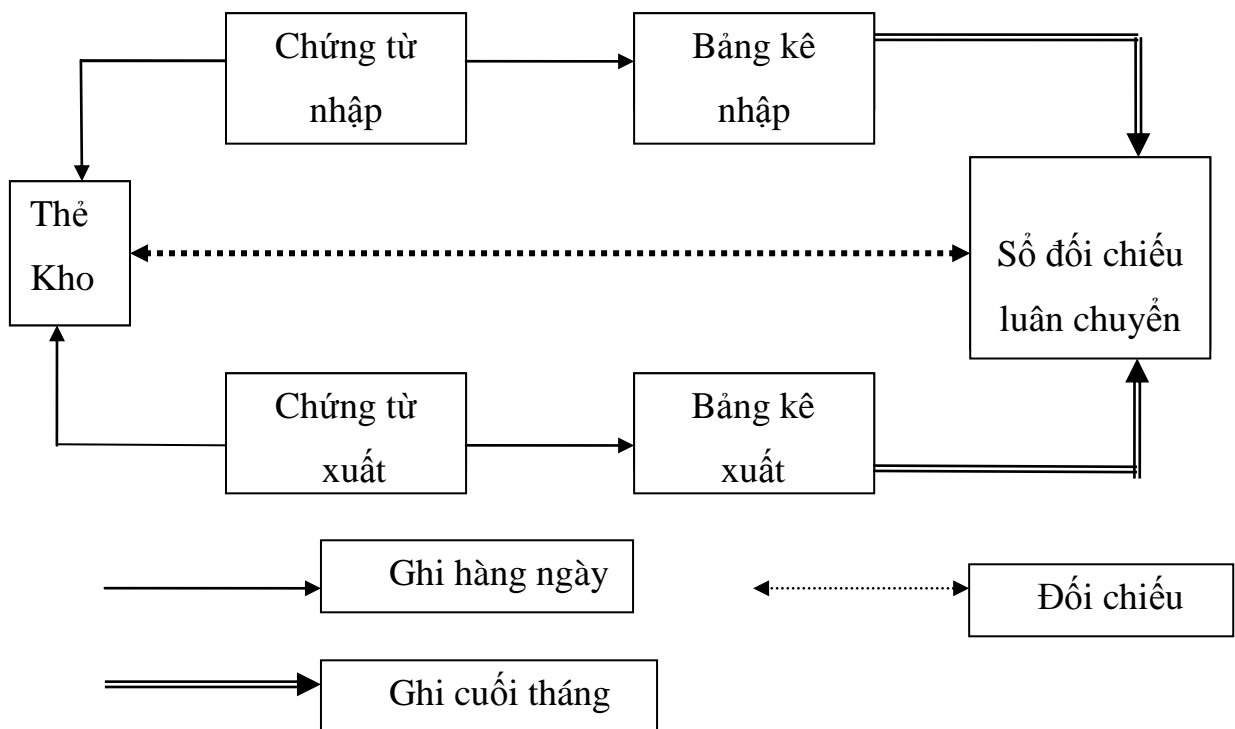 Chứng từ
nhập
Bảng kê
nhập
Thẻ
Kho
Sổ đối chiếu
luân chuyển
Chứng từ
xuất
Bảng kê
xuất
Ghi hàng ngày
Đối chiếu
Ghi cuối tháng